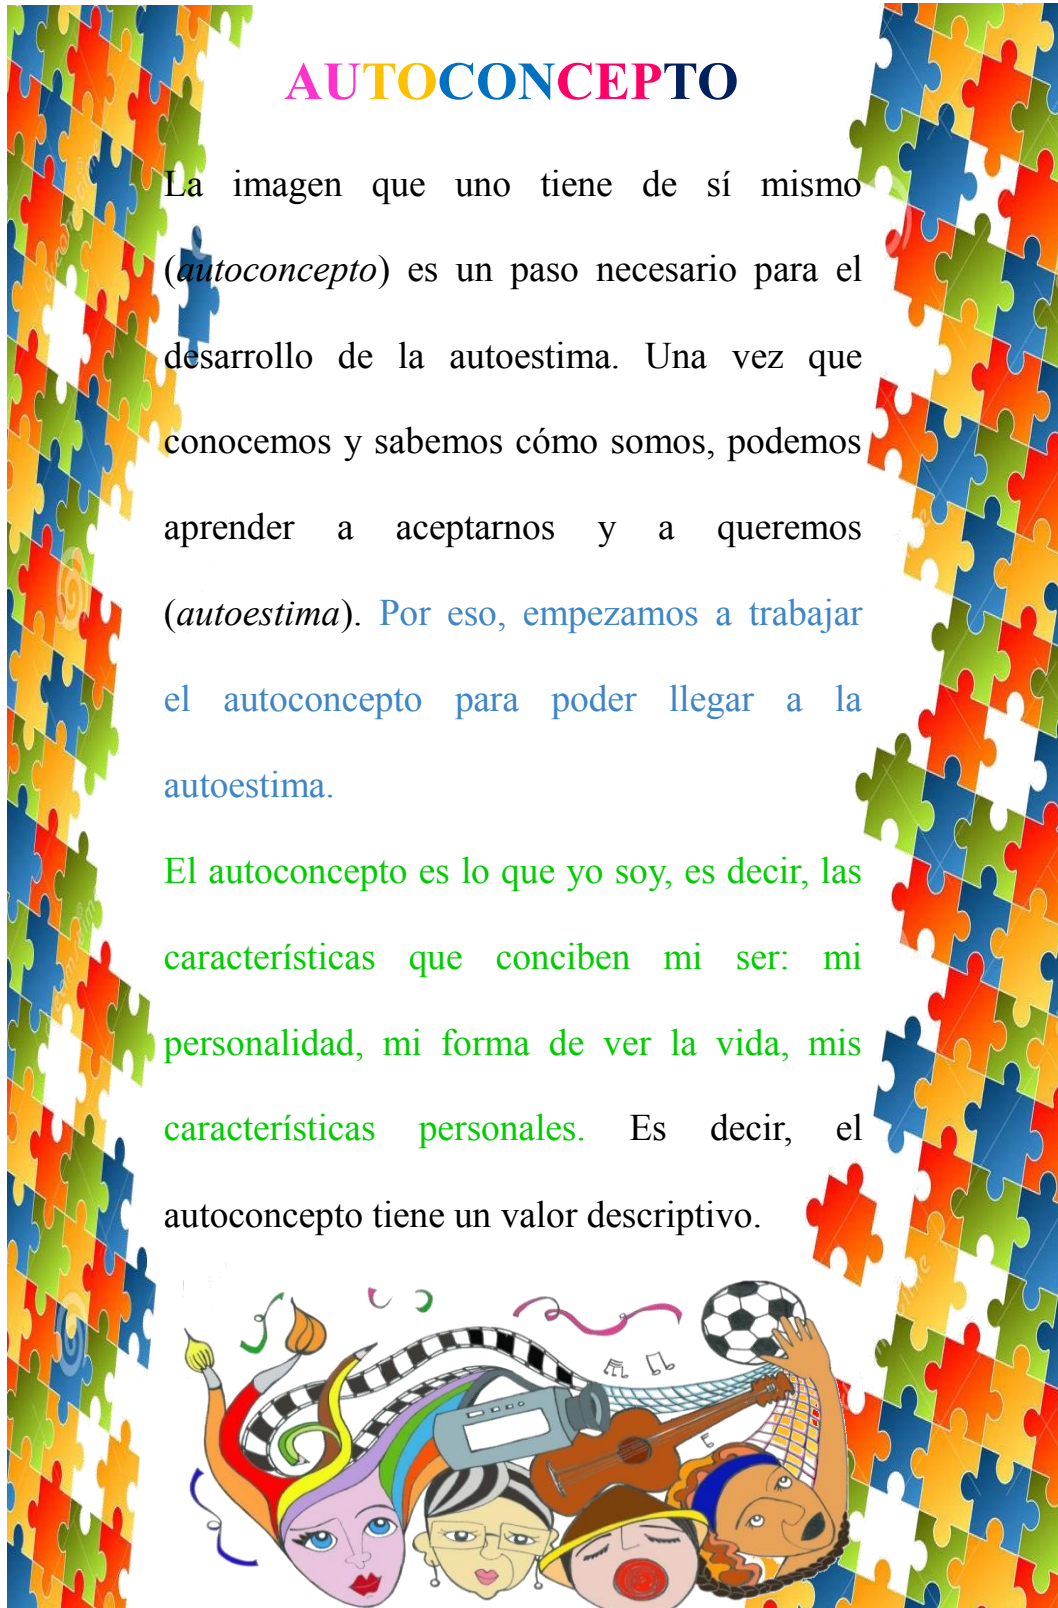 AUTOCONCEPTO
La imagen que uno tiene de sí mismo
(autoconcepto) es un paso necesario para el
desarrollo de la autoestima. Una vez que
conocemos y sabemos cómo somos, podemos
aprender a aceptarnos y a queremos
(autoestima). Por eso, empezamos a trabajar
el autoconcepto para poder llegar a la
autoestima.
El autoconcepto es lo que yo soy, es decir, las
características que conciben mi ser: mi
personalidad, mi forma de ver la vida, mis
características personales. Es decir, el
autoconcepto tiene un valor descriptivo.